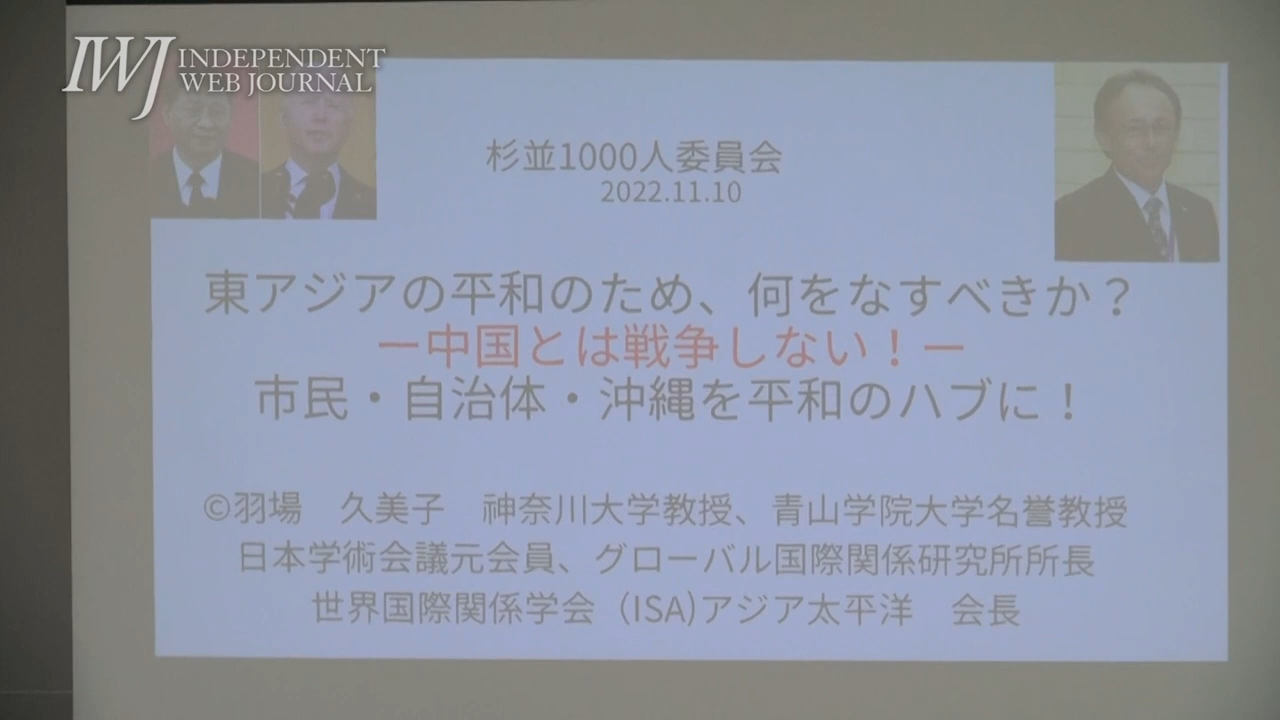 IWJ INDEPENDENT
WEB JOURNAL
杉並1000人委員会
2022.11.10
東アジアの平和のため、何をなすべきか？
ー中国とは戦争しない！ー
市民・自治体・沖縄を平和のハブに！
©羽場　久美子　神奈川大学教授、青山学院大学名誉教授
日本学術会議元会員、グローバル国際関係研究所所長
世界国際関係学会（ISA)アジア太平洋　会長